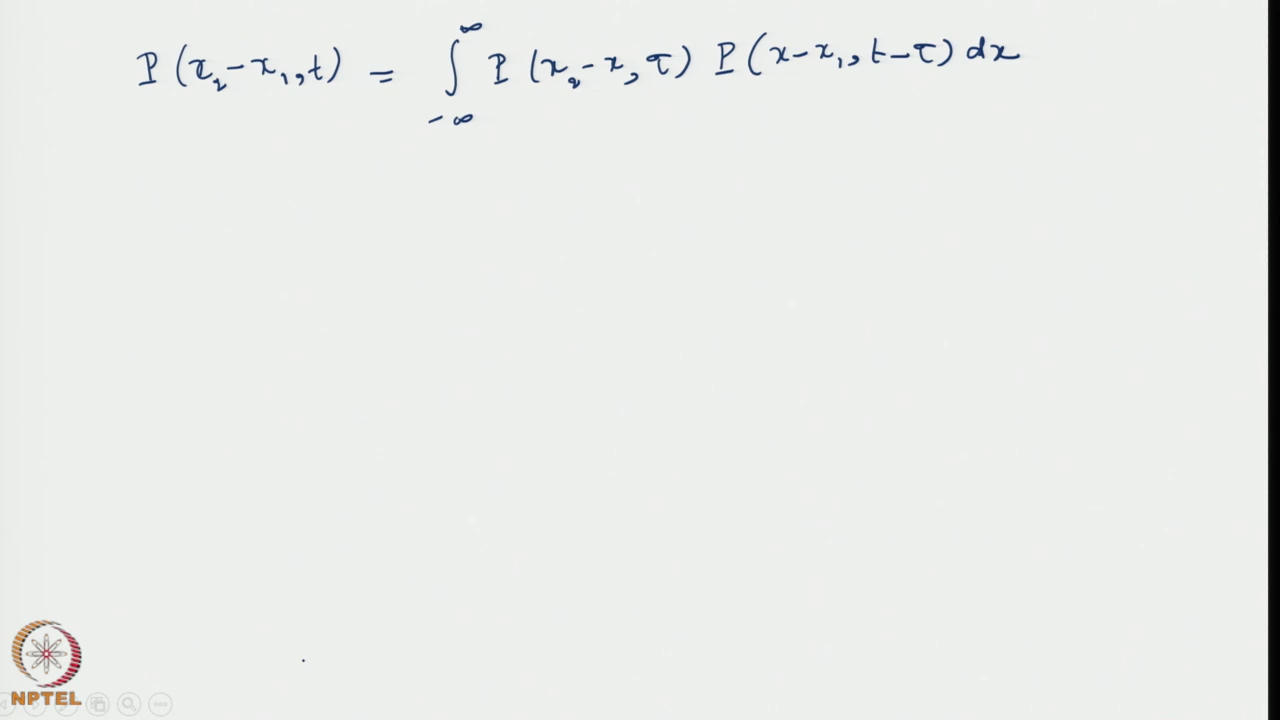 P(x₂-x₁,t) = ∫_{-∞}^{∞} P(x₂-x,τ) P(x-x₁,t-τ) dx
NPTEL